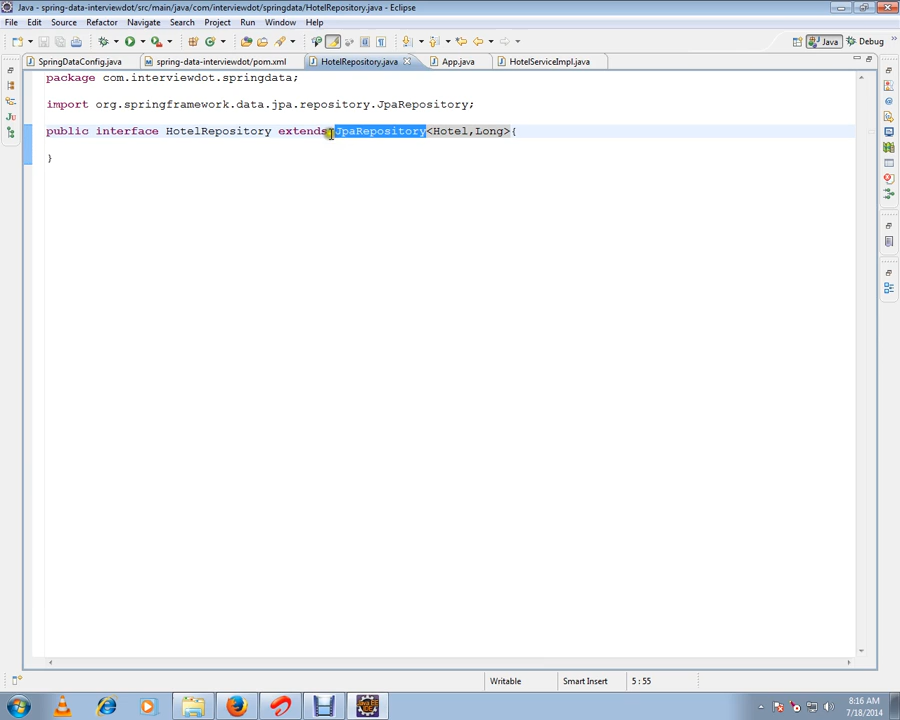 Java - spring-data-interviewdot/src/main/java/com/interviewdot/springdata/HotelRepository.java - Eclipse
File Edit Source Refactor Navigate Search Project Run Window Help
Java Debug
SpringDataConfig.java spring-data-interviewdot/pom.xml HotelRepository.java App.java HotelServiceImpl.java
package com.interviewdot.springdata;
import org.springframework.data.jpa.repository.JpaRepository;
public interface HotelRepository extends JpaRepository<Hotel,Long>{
}
Writable Smart Insert 5 : 55
8:16 AM
7/18/2014